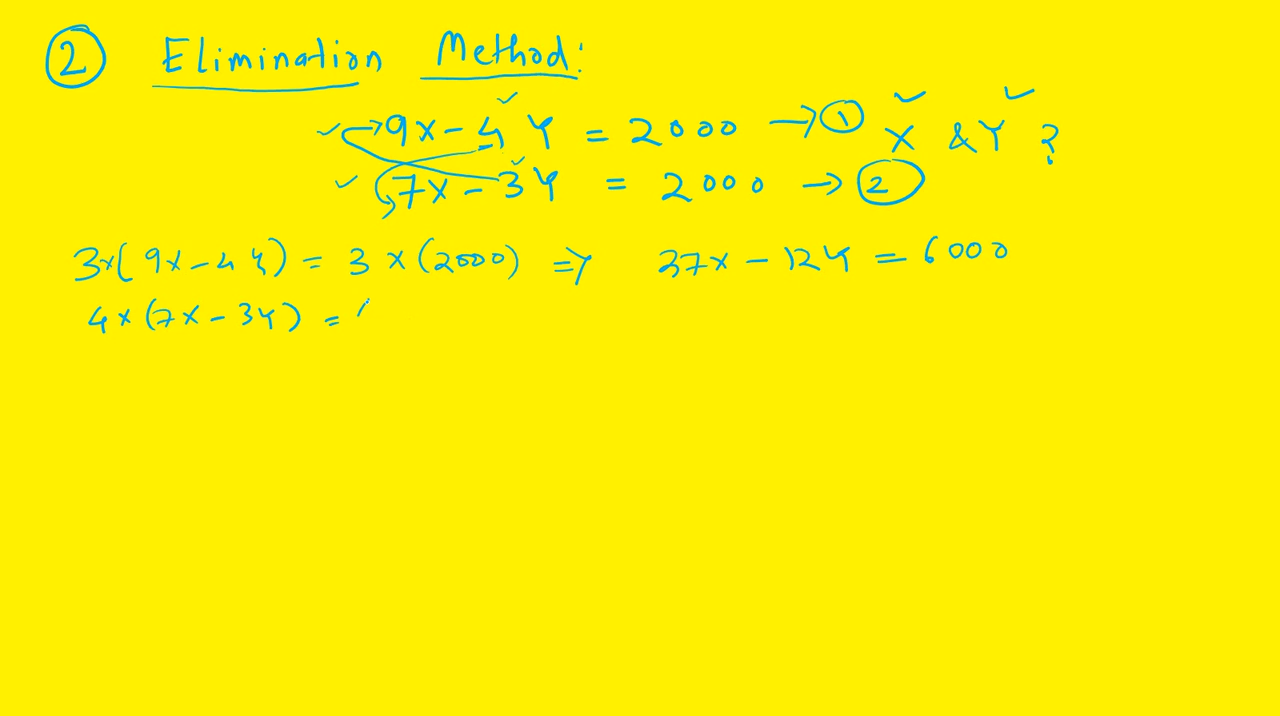 ② Elimination Method:
9x - 4y = 2000 → ① x & y ?
7x - 3y = 2000 → ②
3×(9x - 4y) = 3 × (2000) ⇒ 37x - 12y = 6000
4×(7x - 3y) =